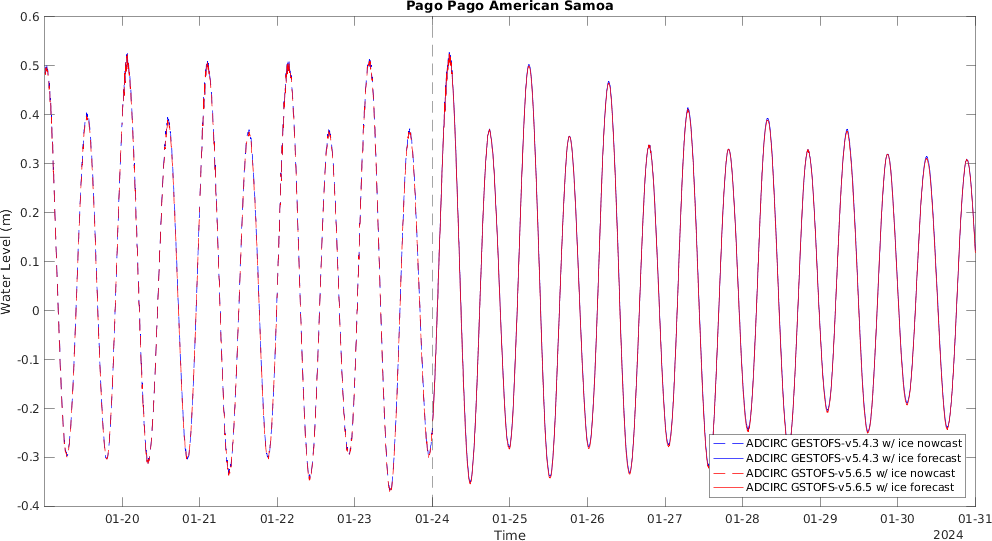 Pago Pago American Samoa
0.6
0.5
0.4
0.3
0.2
0.1
0
-0.1
-0.2
-0.3
-0.4
Water Level (m)
ADCIRC GESTOFS-v5.4.3 w/ ice nowcast
ADCIRC GESTOFS-v5.4.3 w/ ice forecast
ADCIRC GSTOFS-v5.6.5 w/ ice nowcast
ADCIRC GSTOFS-v5.6.5 w/ ice forecast
01-20 01-21 01-22 01-23 01-24 01-25 01-26 01-27 01-28 01-29 01-30 01-31
Time
2024